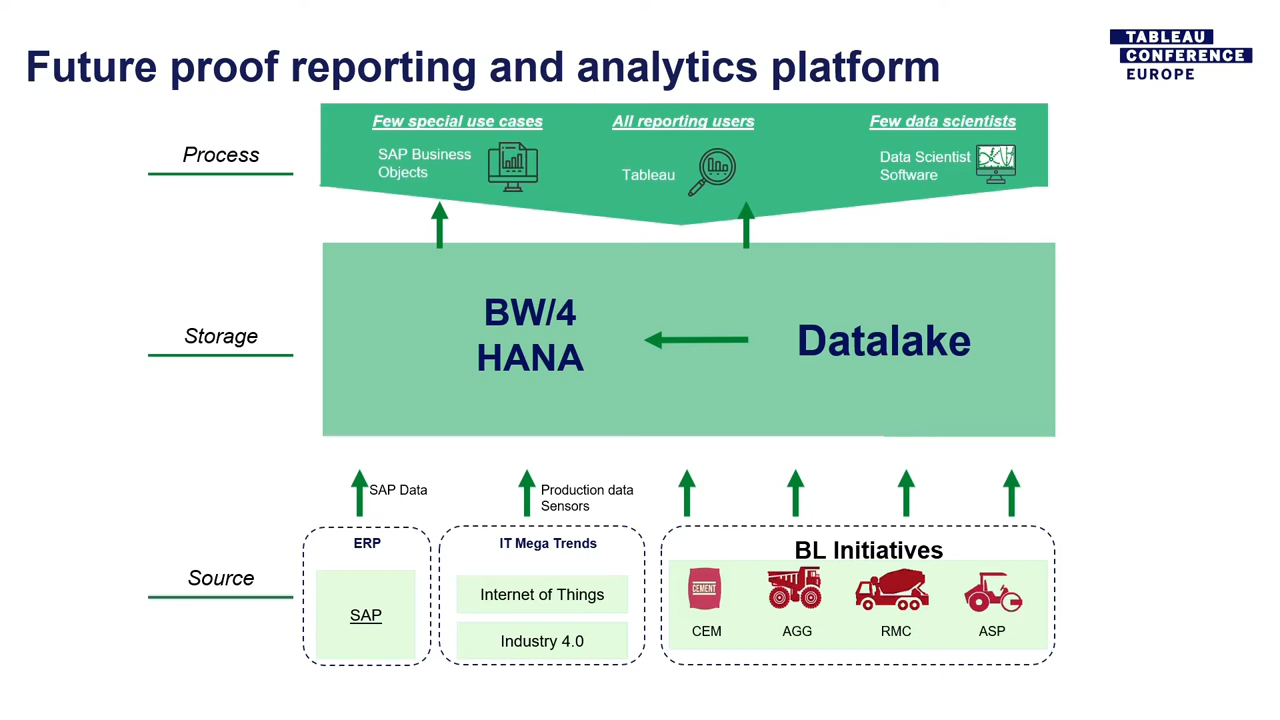 Future proof reporting and analytics platform
TABLEAU
CONFERENCE
EUROPE
Process
Few special use cases
SAP Business
Objects
All reporting users
Tableau
Few data scientists
Data Scientist
Software
Storage
BW/4
HANA
Datalake
SAP Data
Production data
Sensors
Source
ERP
SAP
IT Mega Trends
Internet of Things
Industry 4.0
BL Initiatives
CEMENT
CEM
AGG
RMC
ASP